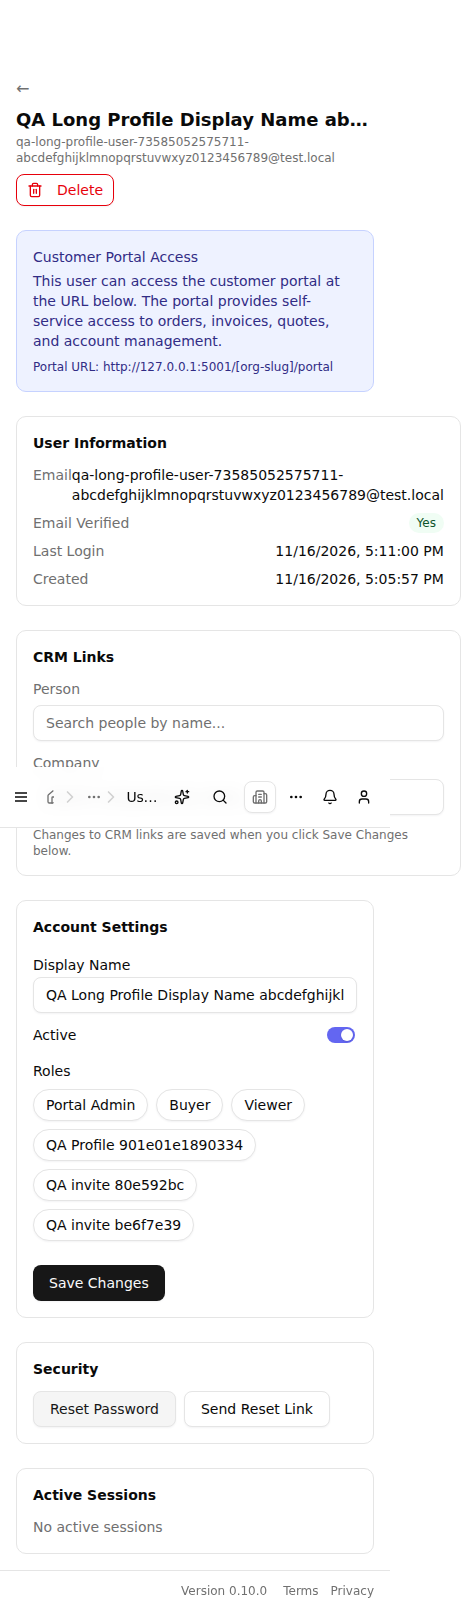 ←
QA Long Profile Display Name ab…
qa-long-profile-user-73585052575711-
abcdefghijklmnopqrstuvwxyz0123456789@test.local
Delete
Customer Portal Access
This user can access the customer portal at
the URL below. The portal provides self-
service access to orders, invoices, quotes,
and account management.
Portal URL: http://127.0.0.1:5001/[org-slug]/portal
User Information
Email qa-long-profile-user-73585052575711-
abcdefghijklmnopqrstuvwxyz0123456789@test.local
Email Verified Yes
Last Login 11/16/2026, 5:11:00 PM
Created 11/16/2026, 5:05:57 PM
CRM Links
Person
Search people by name...
Company
Us…
Changes to CRM links are saved when you click Save Changes
below.
Account Settings
Display Name
QA Long Profile Display Name abcdefghijkl
Active
Roles
Portal Admin Buyer Viewer
QA Profile 901e01e1890334
QA invite 80e592bc
QA invite be6f7e39
Save Changes
Security
Reset Password Send Reset Link
Active Sessions
No active sessions
Version 0.10.0 Terms Privacy